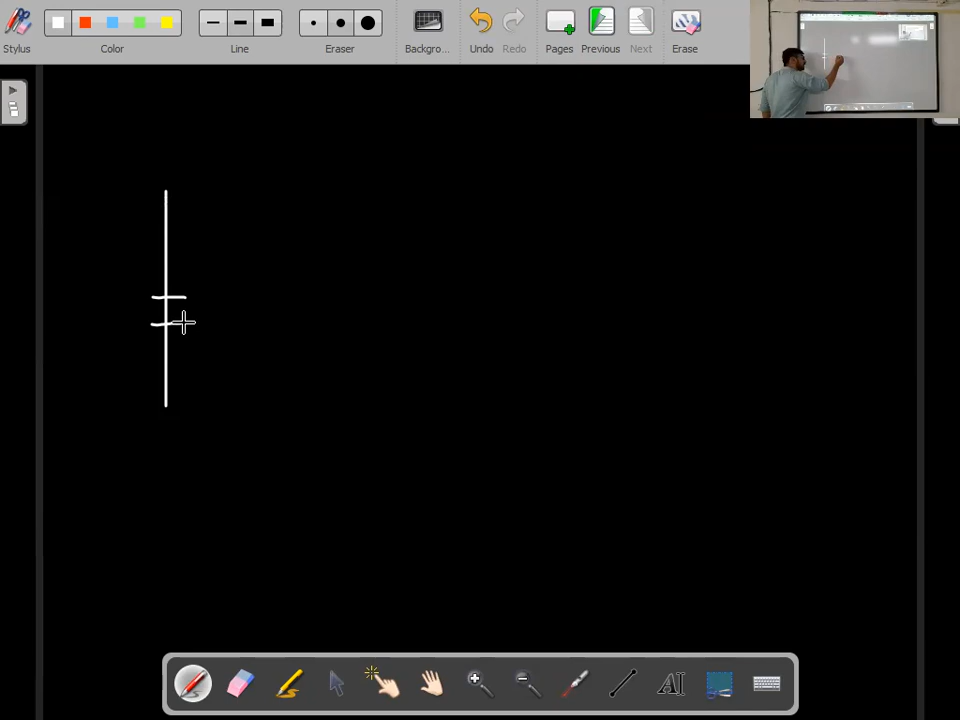 Stylus
Color
Line
Eraser
Backgro...
Undo
Redo
Pages
Previous
Next
Erase